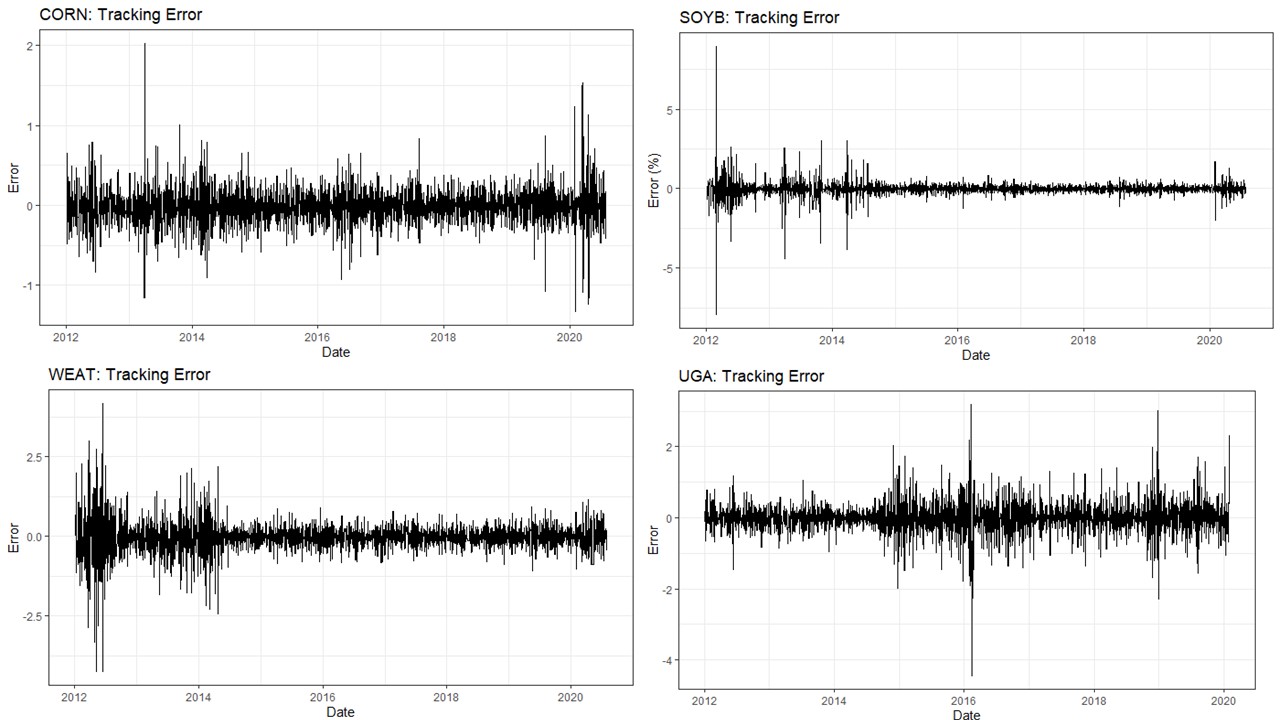 CORN: Tracking Error
2
1
0
-1
Error
2012 2014 2016 2018 2020
Date
SOYB: Tracking Error
5
0
-5
Error (%)
2012 2014 2016 2018 2020
Date
WEAT: Tracking Error
2.5
0.0
-2.5
Error
2012 2014 2016 2018 2020
Date
UGA: Tracking Error
2
0
-2
-4
Error
2012 2014 2016 2018 2020
Date